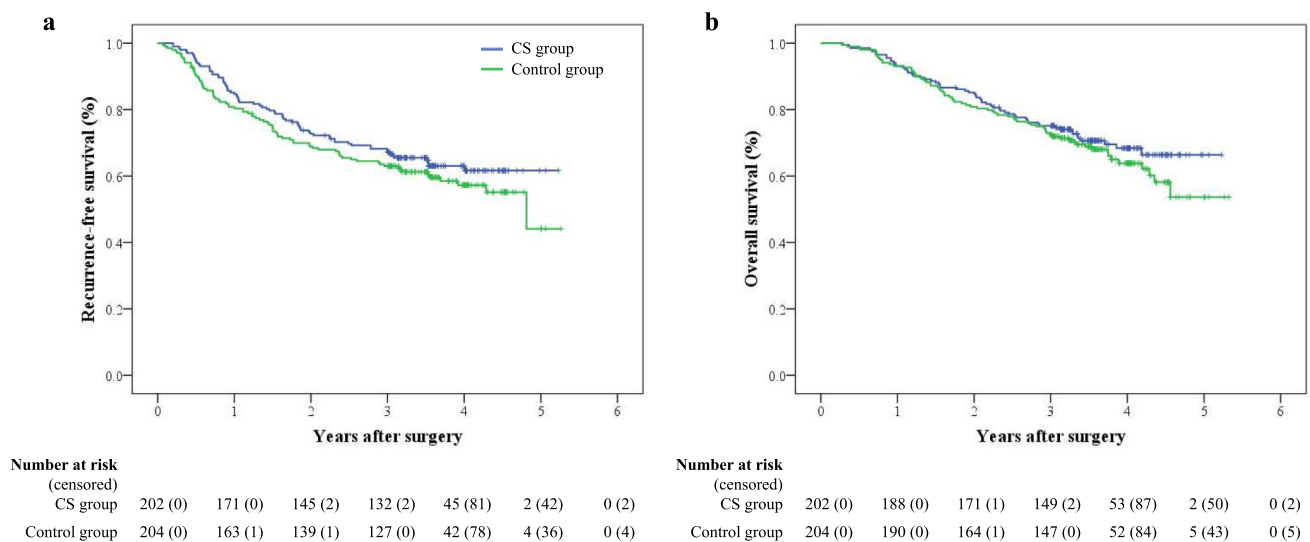 a
1.0
0.8
0.6
0.4
0.2
0.0
Recurrence-free survival (%)
CS group
Control group
0 1 2 3 4 5 6
Years after surgery
Number at risk
(censored)
CS group 202 (0) 171 (0) 145 (2) 132 (2) 45 (81) 2 (42) 0 (2)
Control group 204 (0) 163 (1) 139 (1) 127 (0) 42 (78) 4 (36) 0 (4)
b
1.0
0.8
0.6
0.4
0.2
0.0
Overall survival (%)
0 1 2 3 4 5 6
Years after surgery
Number at risk
(censored)
CS group 202 (0) 188 (0) 171 (1) 149 (2) 53 (87) 2 (50) 0 (2)
Control group 204 (0) 190 (0) 164 (1) 147 (0) 52 (84) 5 (43) 0 (5)